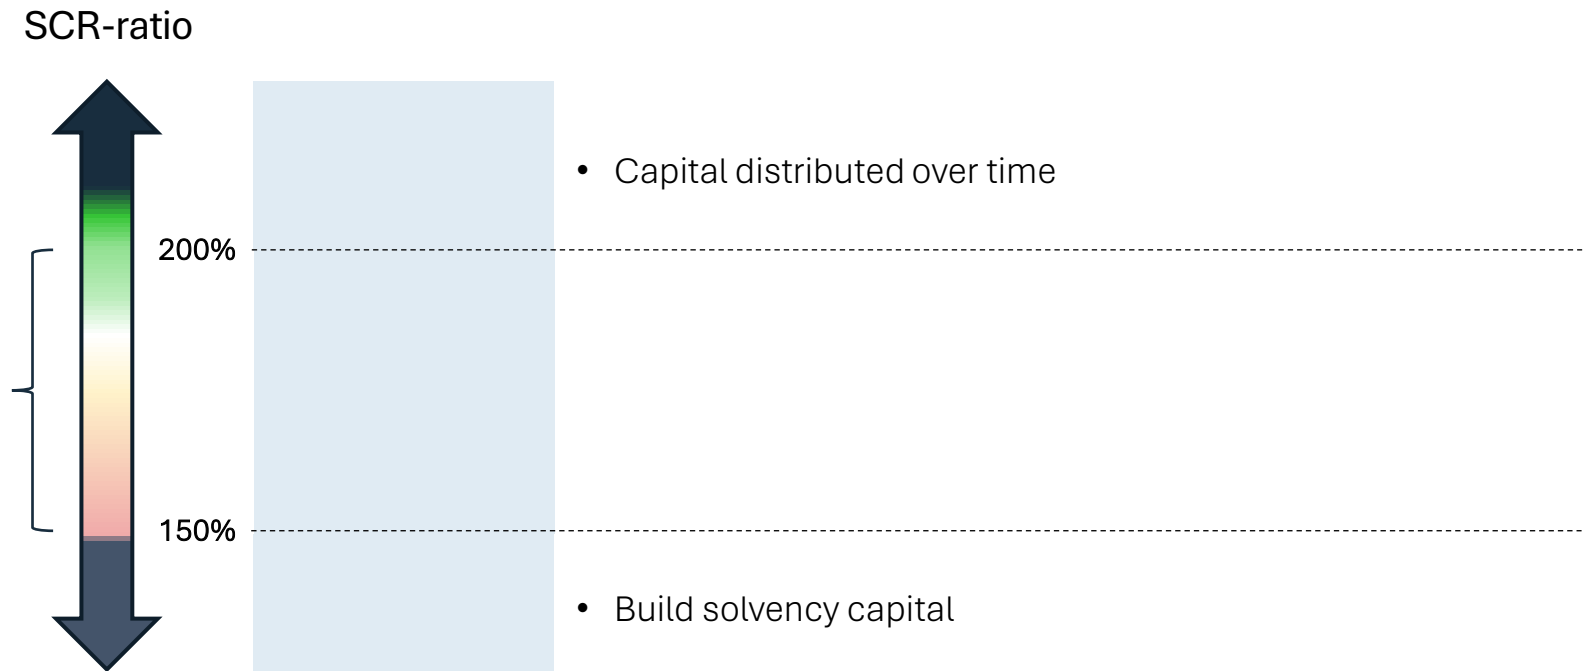 SCR-ratio
• Capital distributed over time
200%
150%
• Build solvency capital